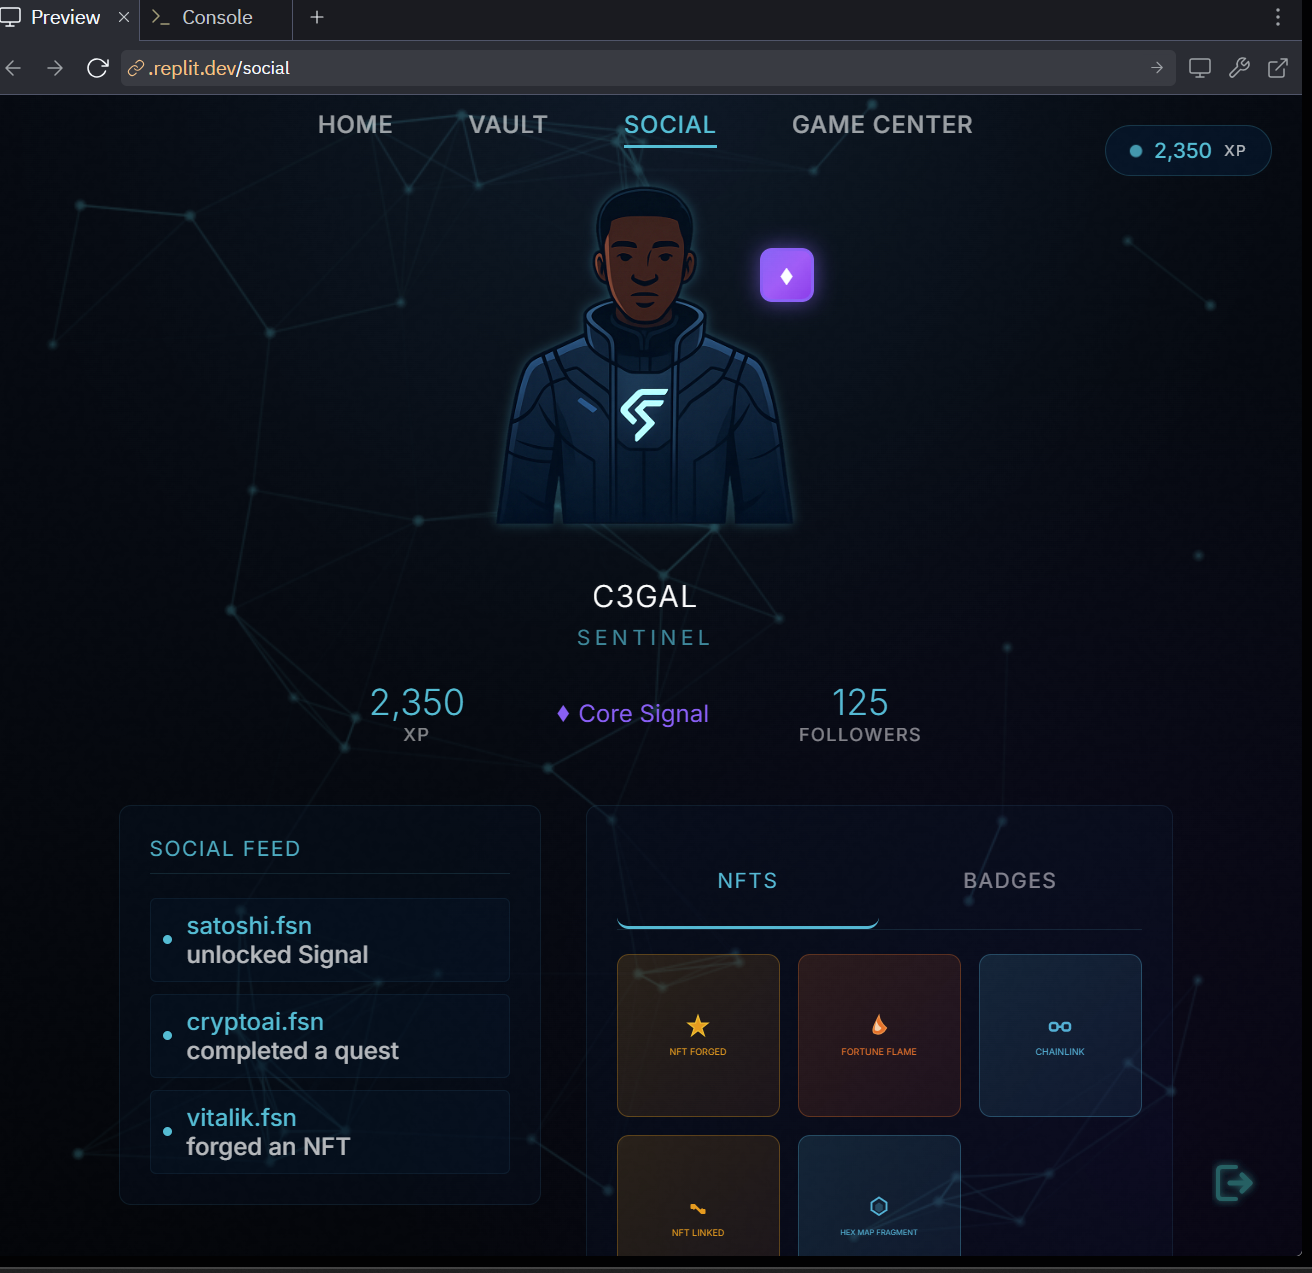 Preview
Console
.replit.dev/social
HOME
VAULT
SOCIAL
GAME CENTER
2,350 XP
C3GAL
SENTINEL
2,350
XP
Core Signal
125
FOLLOWERS
SOCIAL FEED
satoshi.fsn
unlocked Signal
cryptoai.fsn
completed a quest
vitalik.fsn
forged an NFT
NFTS
BADGES
NFT FORGED
FORTUNE FLAME
CHAINLINK
NFT LINKED
HEX MAP FRAGMENT